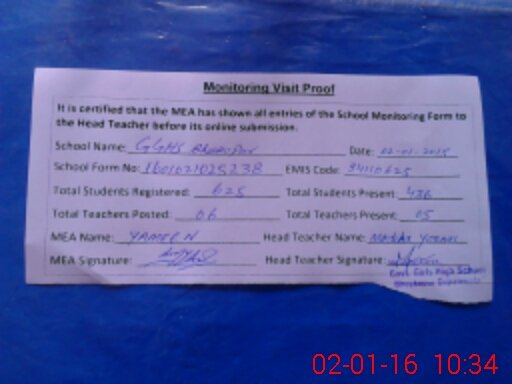 Monitoring Visit Proof
It is certified that the MEA has shown all entries of the School Monitoring Form to
the Head Teacher before its online submission.
School Name: GGHS Date: 02-01-2016
School Form No: 1601021025238 EMIS Code: 34110625
Total Students Registered: 625 Total Students Present: 436
Total Teachers Posted: 06 Total Teachers Present: 05
MEA Name: YAMEEN Head Teacher Name:
MEA Signature: Head Teacher Signature:
Govt. Girls High School
02-01-16 10:34